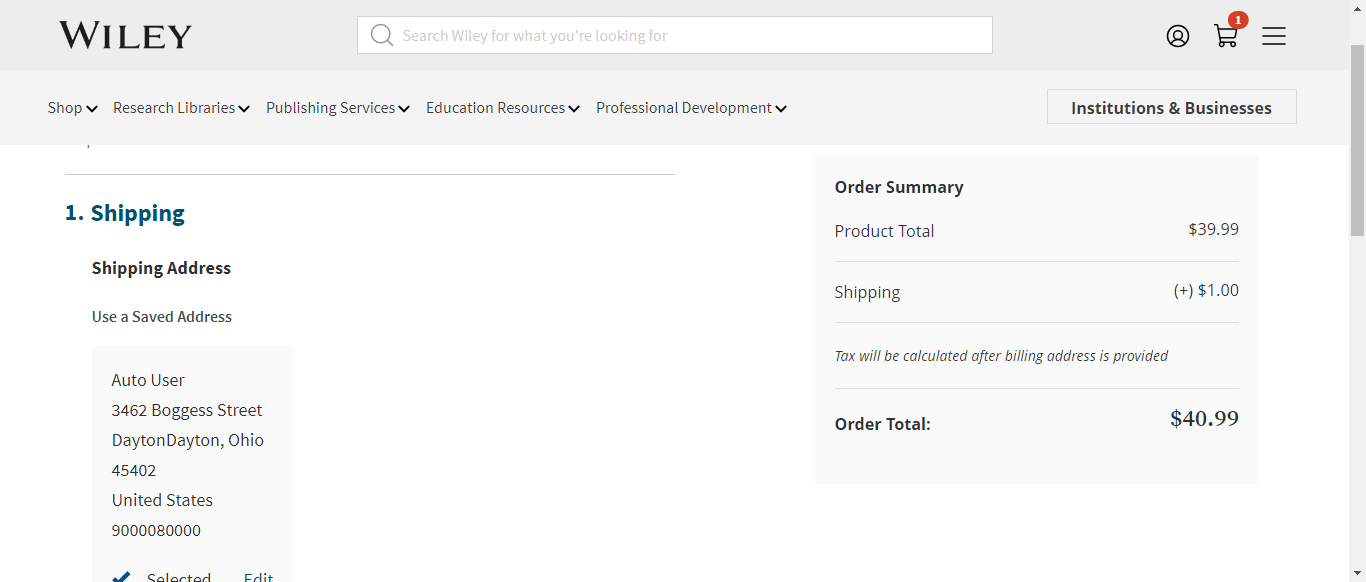 WILEY
Search Wiley for what you're looking for
1
Shop
Research Libraries
Publishing Services
Education Resources
Professional Development
Institutions & Businesses
1. Shipping
Shipping Address
Use a Saved Address
Auto User
3462 Boggess Street
DaytonDayton, Ohio
45402
United States
9000080000
Selected Edit
Order Summary
Product Total $39.99
Shipping (+) $1.00
Tax will be calculated after billing address is provided
Order Total: $40.99